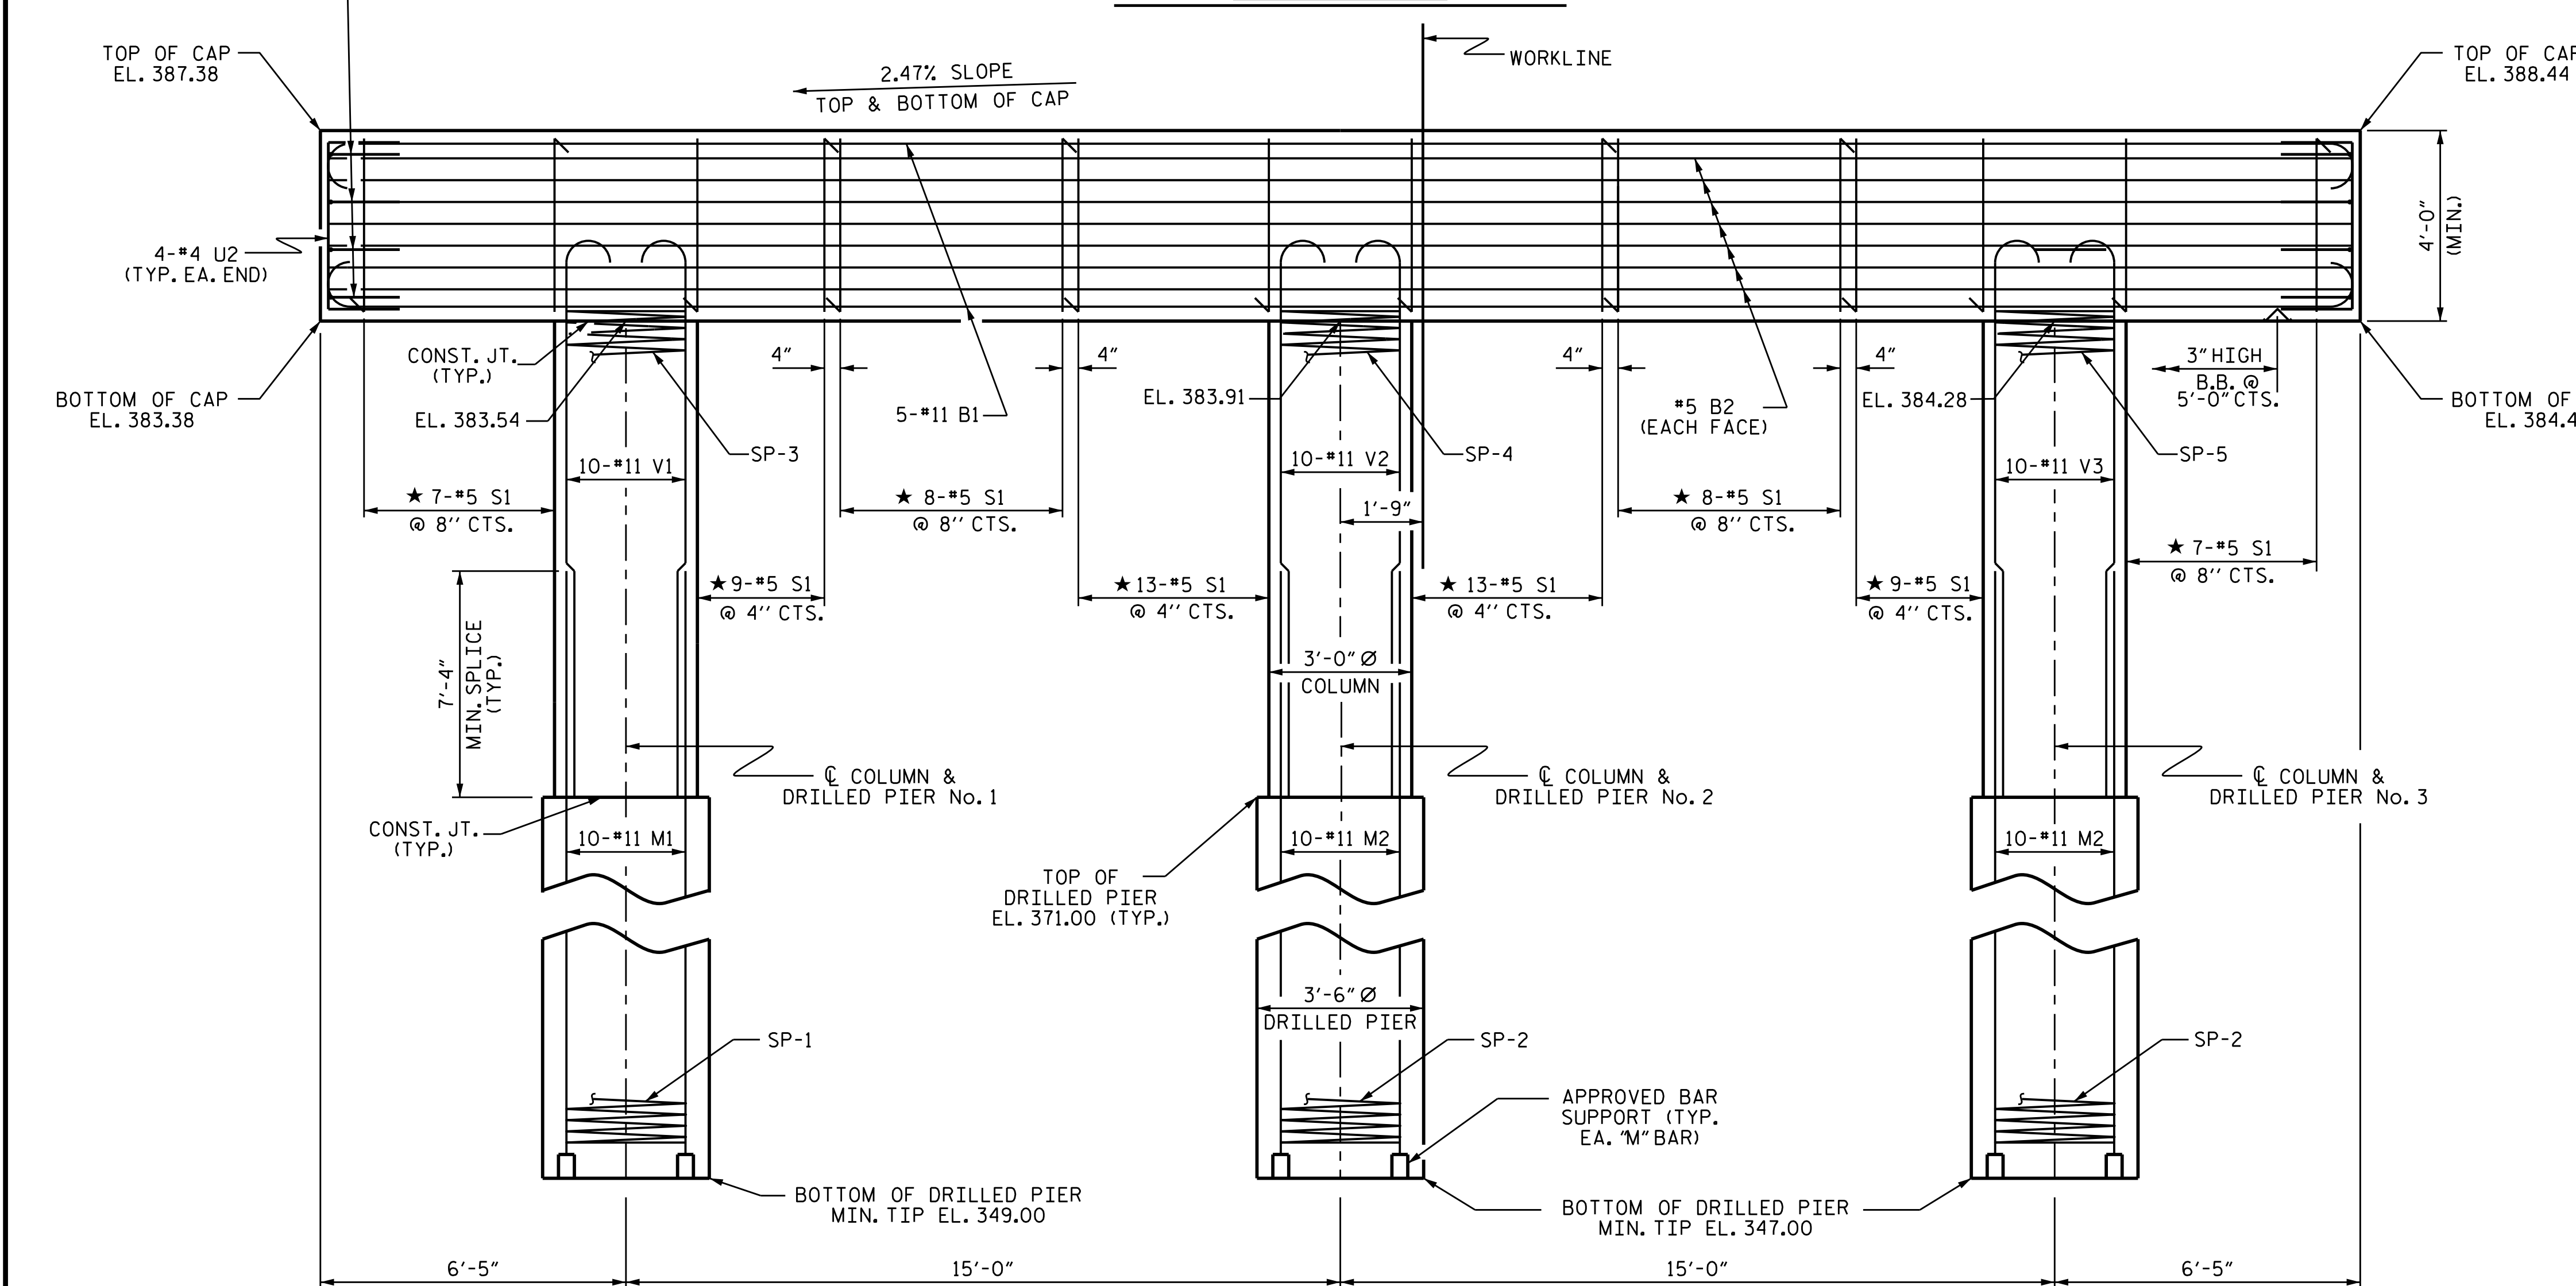 TOP OF CAP
EL. 387.38
2.47% SLOPE
TOP & BOTTOM OF CAP
WORKLINE
TOP OF CAP
EL. 388.44
4-#4 U2
(TYP. EA. END)
4'-0"
(MIN.)
CONST. JT.
(TYP.)
4"
4"
4"
4"
3" HIGH
B.B. @
5'-0" CTS.
BOTTOM OF CAP
EL. 383.38
EL. 383.54
5-#11 B1
EL. 383.91
#5 B2
(EACH FACE)
EL. 384.28
BOTTOM OF
EL. 384.4
SP-3
SP-4
SP-5
10-#11 V1
10-#11 V2
10-#11 V3
★ 7-#5 S1
@ 8'' CTS.
★ 8-#5 S1
@ 8'' CTS.
1'-9"
★ 8-#5 S1
@ 8'' CTS.
★ 7-#5 S1
@ 8'' CTS.
★ 9-#5 S1
@ 4'' CTS.
★ 13-#5 S1
@ 4'' CTS.
★ 13-#5 S1
@ 4'' CTS.
★ 9-#5 S1
@ 4'' CTS.
7'-4"
MIN. SPLICE
(TYP.)
3'-0" Ø
COLUMN
℄ COLUMN &
DRILLED PIER No. 1
℄ COLUMN &
DRILLED PIER No. 2
℄ COLUMN &
DRILLED PIER No. 3
CONST. JT.
(TYP.)
10-#11 M1
10-#11 M2
10-#11 M2
TOP OF
DRILLED PIER
EL. 371.00 (TYP.)
3'-6" Ø
DRILLED PIER
SP-1
SP-2
SP-2
APPROVED BAR
SUPPORT (TYP.
EA. "M" BAR)
BOTTOM OF DRILLED PIER
MIN. TIP EL. 349.00
BOTTOM OF DRILLED PIER
MIN. TIP EL. 347.00
6'-5"
15'-0"
15'-0"
6'-5"